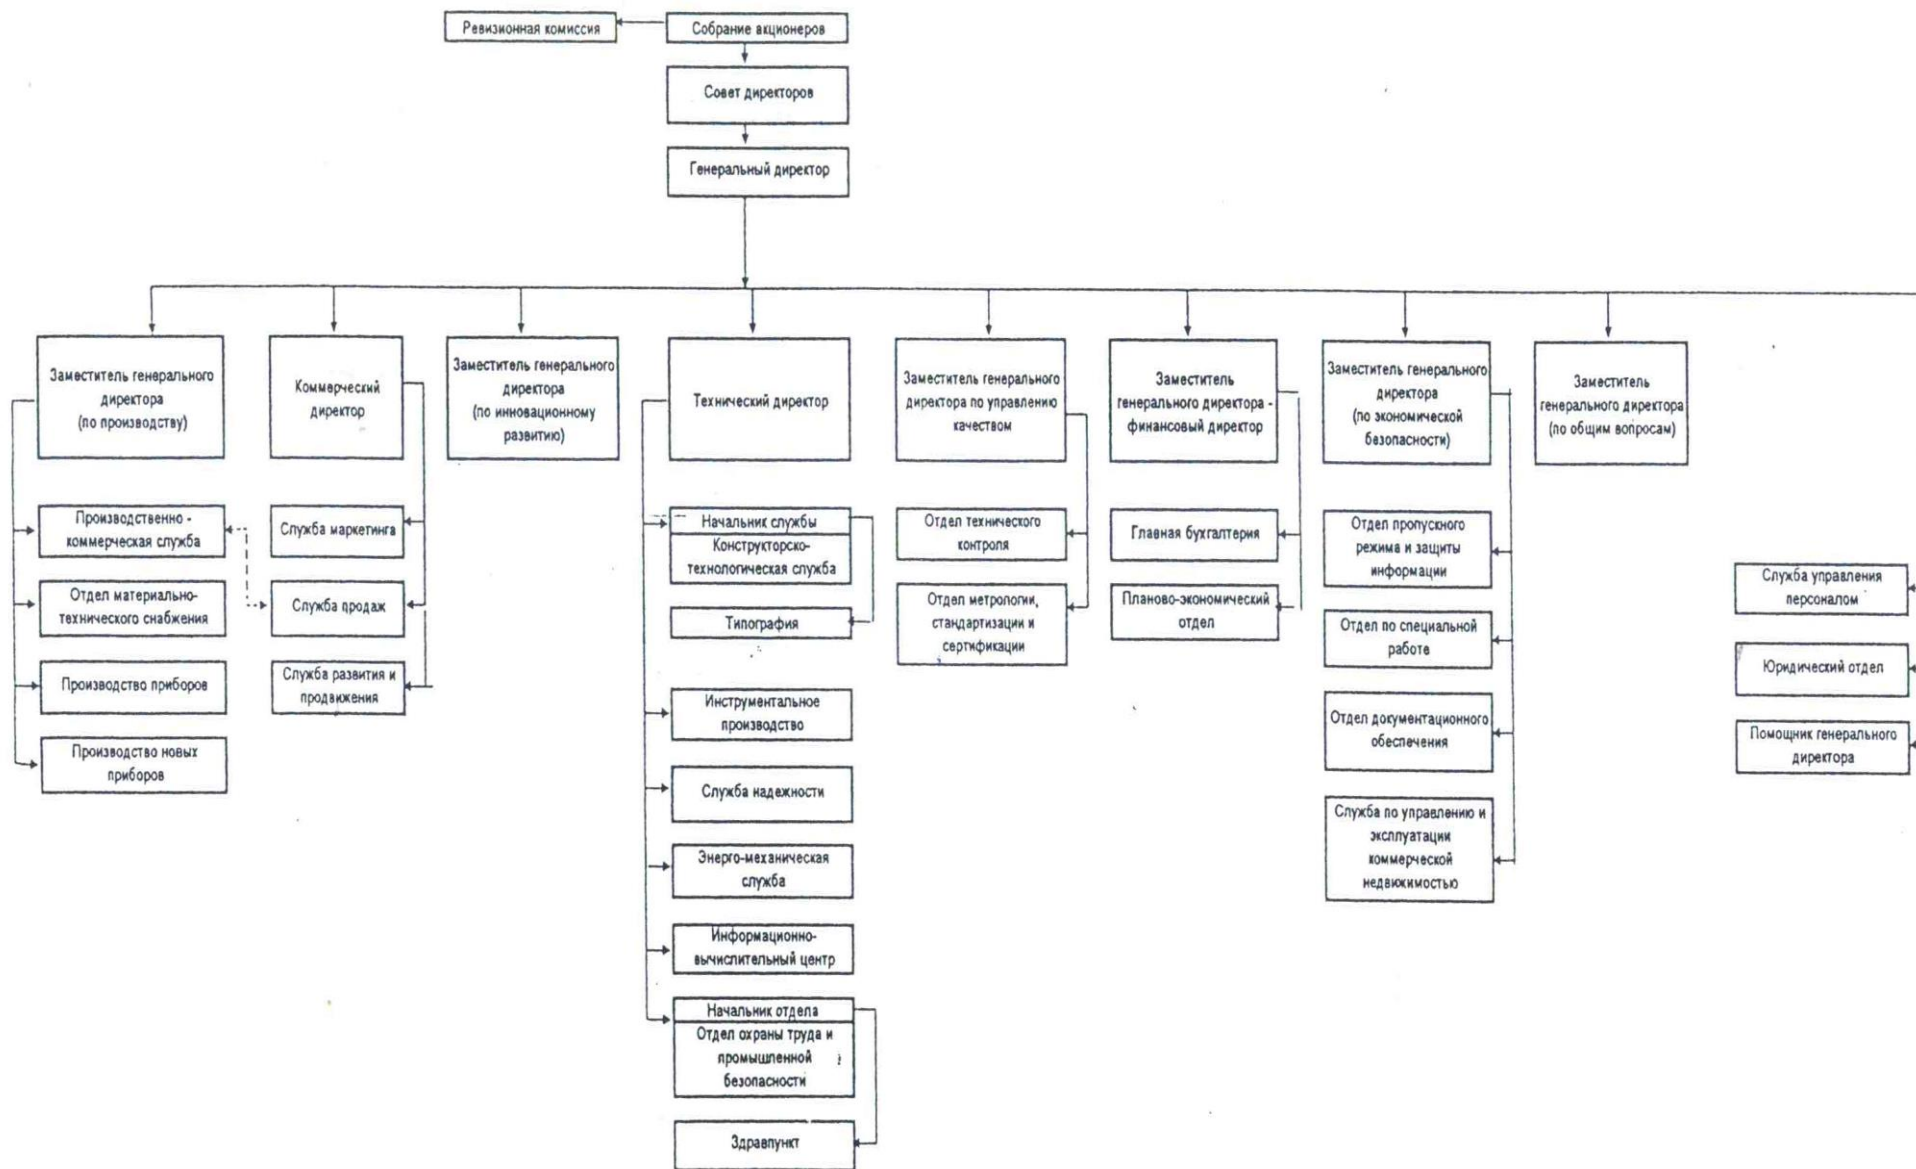 Ревизионная комиссия
Собрание акционеров
Совет директоров
Генеральный директор
Заместитель генерального
директора
(по производству)
Коммерческий
директор
Заместитель генерального
директора
(по инновационному
развитию)
Технический директор
Заместитель генерального
директора по управлению
качеством
Заместитель
генерального директора -
финансовый директор
Заместитель генерального
директора
(по экономической
безопасности)
Заместитель
генерального директора
(по общим вопросам)
Производственно -
коммерческая служба
Отдел материально-
технического снабжения
Производство приборов
Производство новых
приборов
Служба маркетинга
Служба продаж
Служба развития и
продвижения
Начальник службы
Конструкторско-
технологическая служба
Типография
Инструментальное
производство
Служба надежности
Энерго-механическая
служба
Информационно-
вычислительный центр
Начальник отдела
Отдел охраны труда и
промышленной
безопасности
Здравпункт
Отдел технического
контроля
Отдел метрологии,
стандартизации и
сертификации
Главная бухгалтерия
Планово-экономический
отдел
Отдел пропускного
режима и защиты
информации
Отдел по специальной
работе
Отдел документационного
обеспечения
Служба по управлению и
эксплуатации
коммерческой
недвижимостью
Служба управления
персоналом
Юридический отдел
Помощник генерального
директора